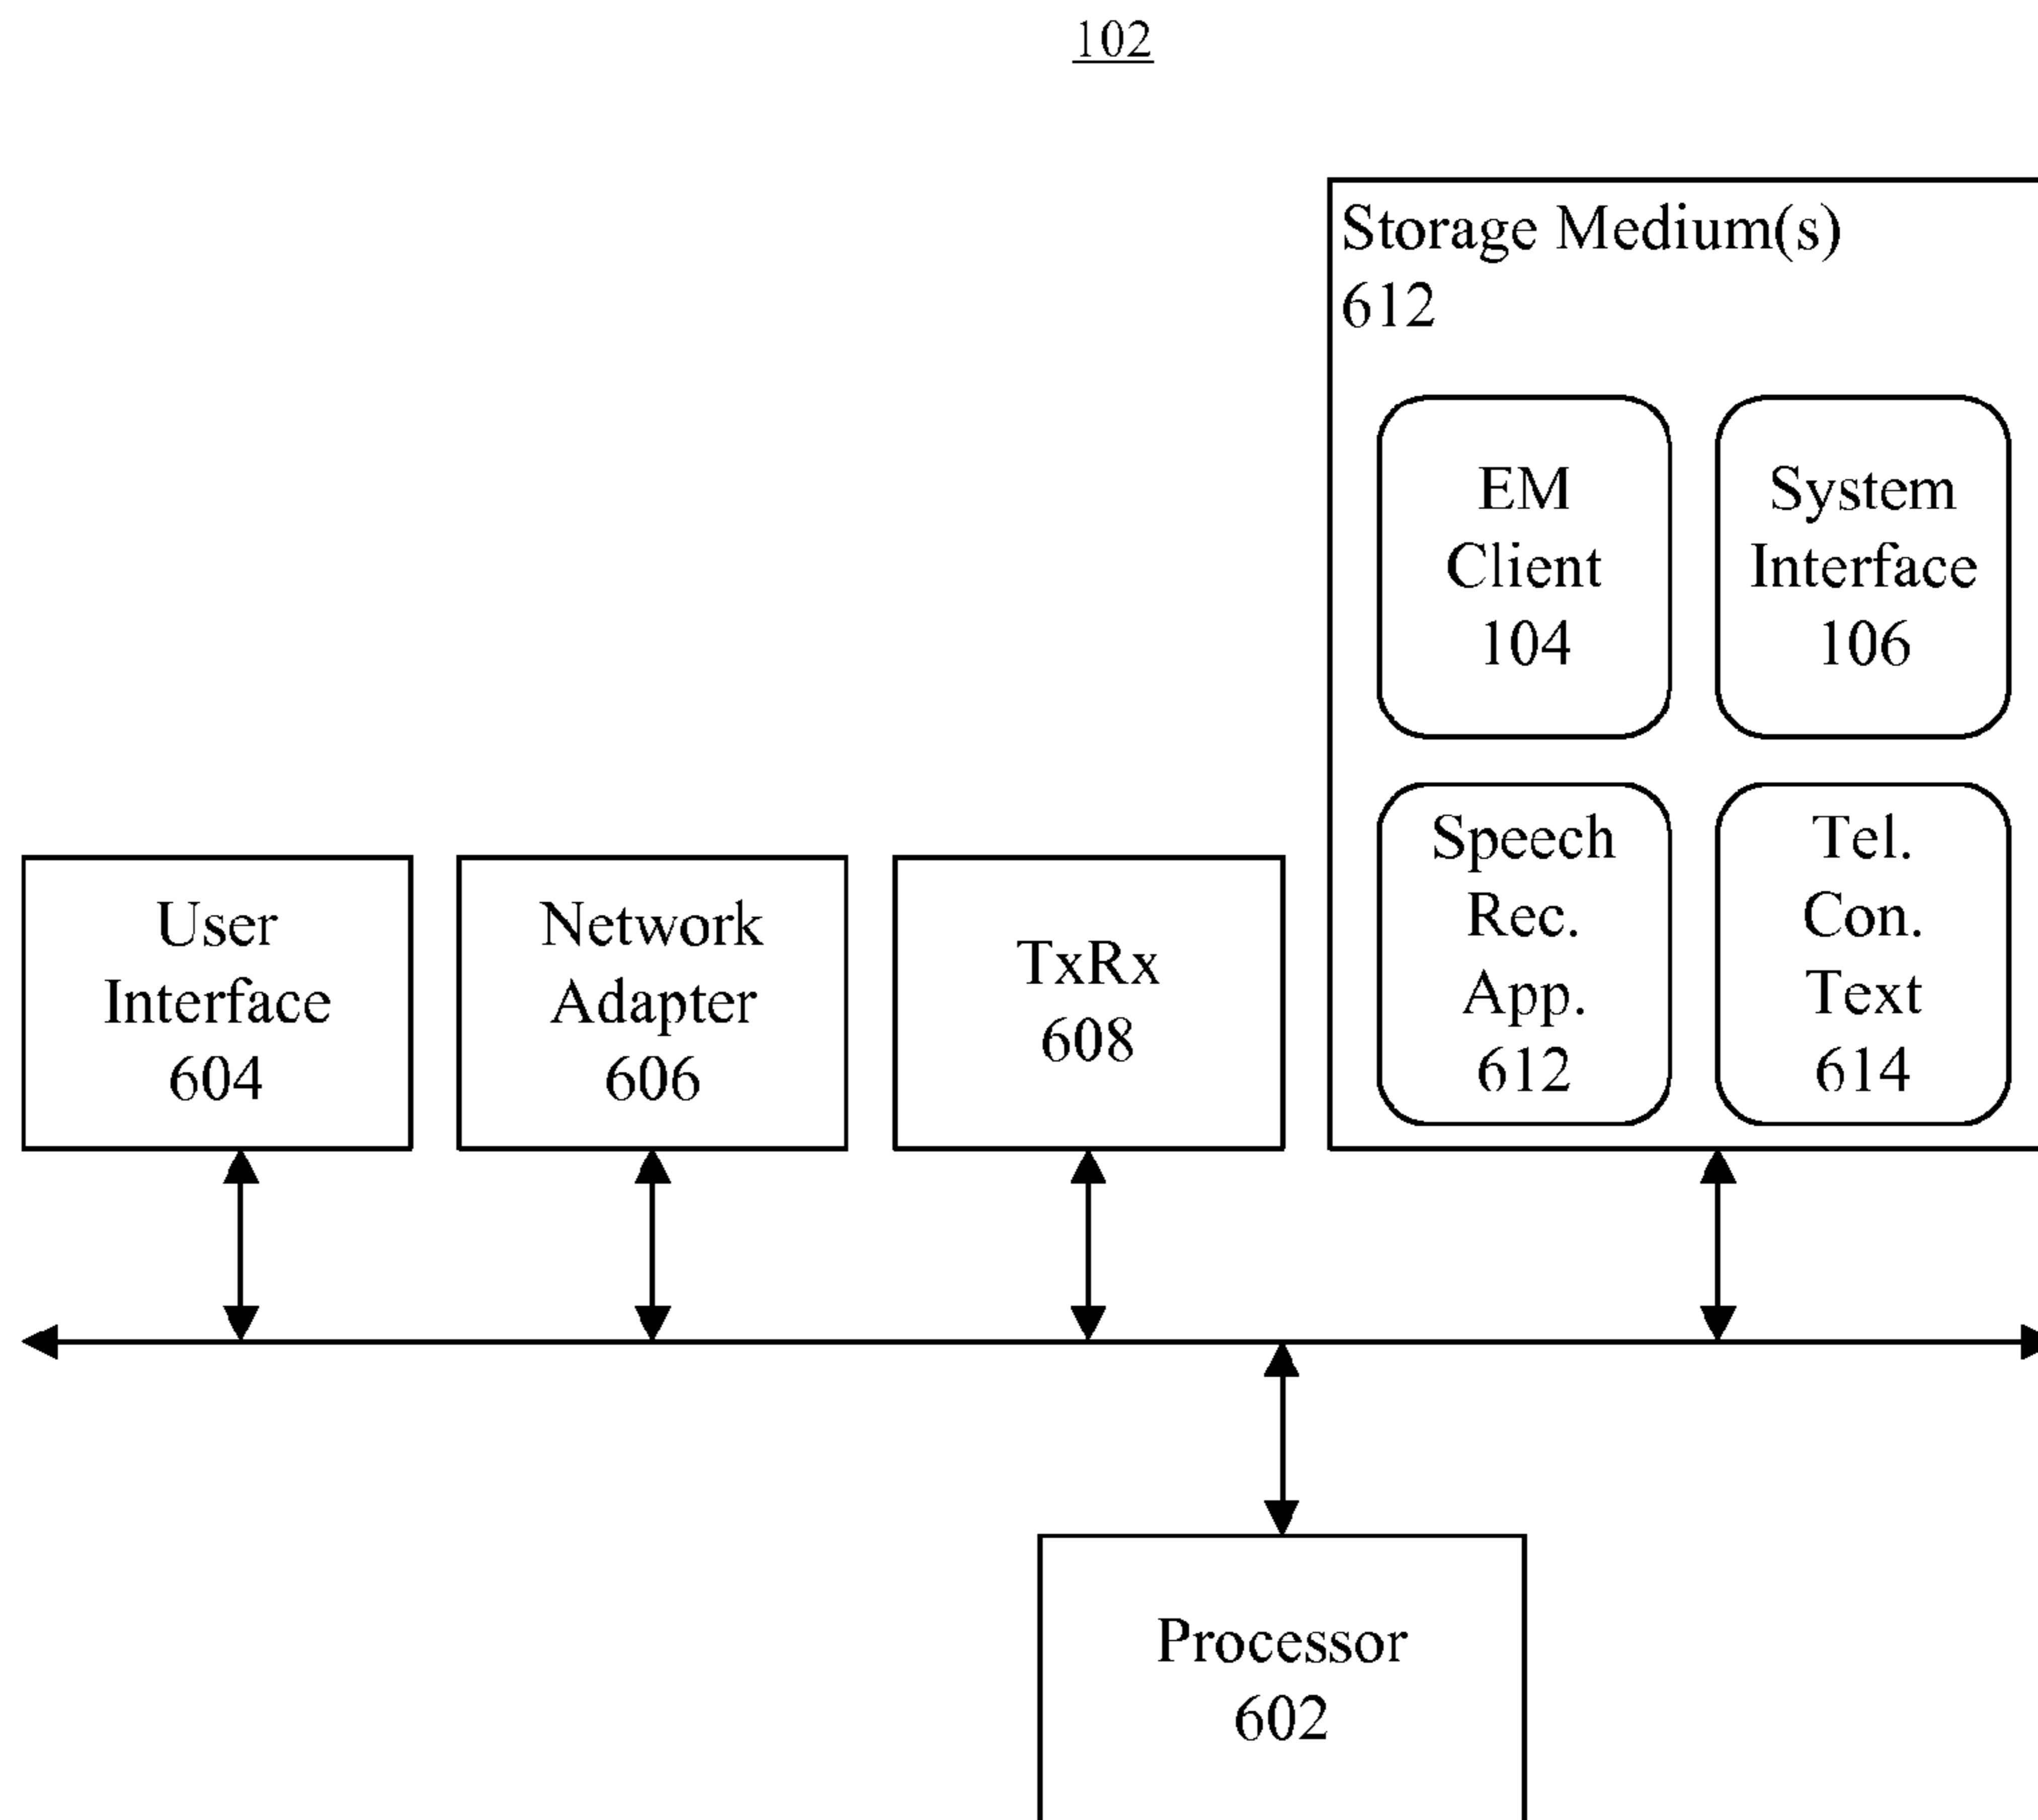 102
Storage Medium(s)
612
EM
Client
104
System
Interface
106
Speech
Rec.
App.
612
Tel.
Con.
Text
614
User
Interface
604
Network
Adapter
606
TxRx
608
Processor
602